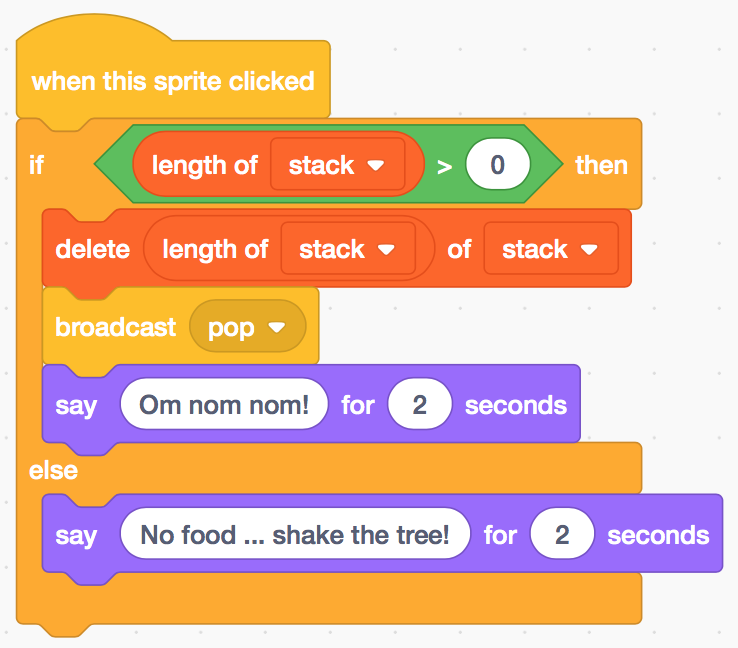 when this sprite clicked
if length of stack > 0 then
delete length of stack of stack
broadcast pop
say Om nom nom! for 2 seconds
else
say No food ... shake the tree! for 2 seconds